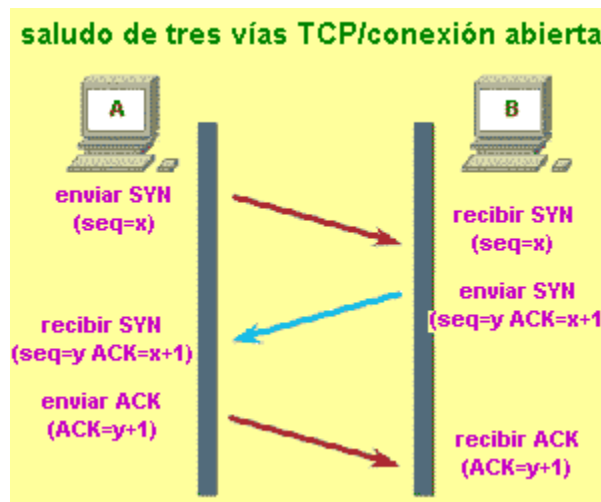 saludo de tres vías TCP/conexión abierta
A
B
enviar SYN
(seq=x)
recibir SYN
(seq=x)
enviar SYN
(seq=y ACK=x+1
recibir SYN
(seq=y ACK=x+1)
enviar ACK
(ACK=y+1)
recibir ACK
(ACK=y+1)